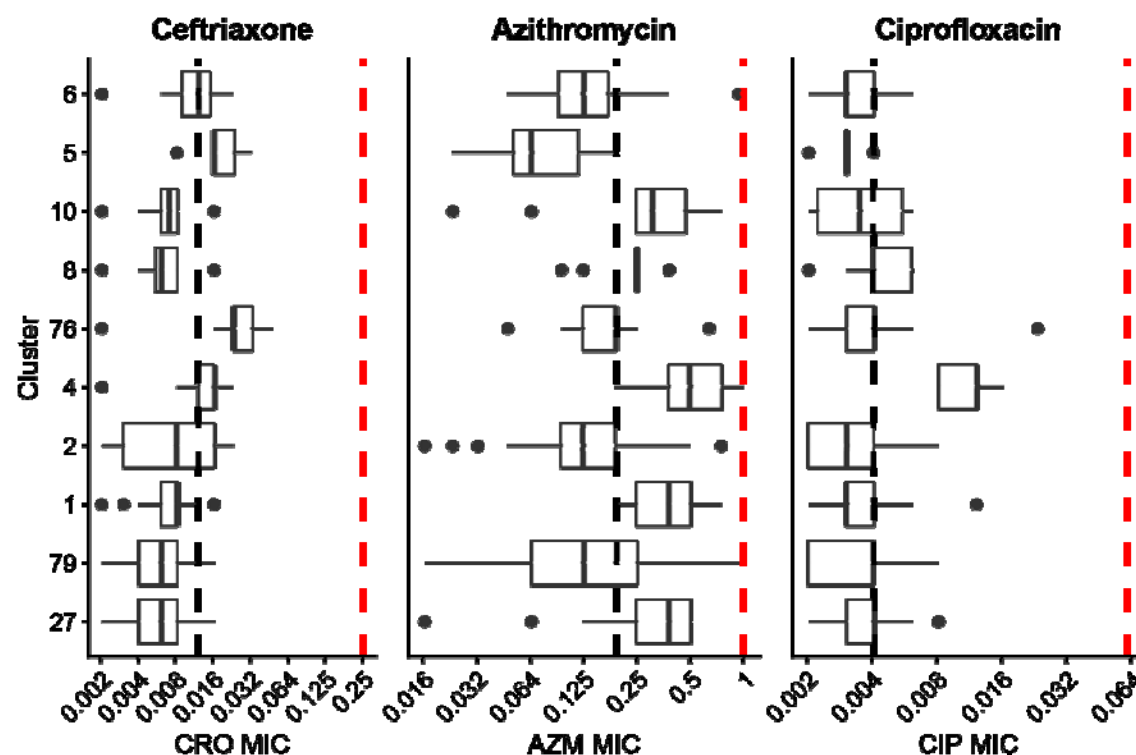 Ceftriaxone
Azithromycin
Ciprofloxacin
Cluster
6
5
10
8
76
4
2
1
79
27
0.002 0.004 0.008 0.016 0.032 0.064 0.125 0.25
0.016 0.032 0.064 0.125 0.25 0.5 1
0.002 0.004 0.008 0.016 0.032 0.064
CRO MIC
AZM MIC
CIP MIC